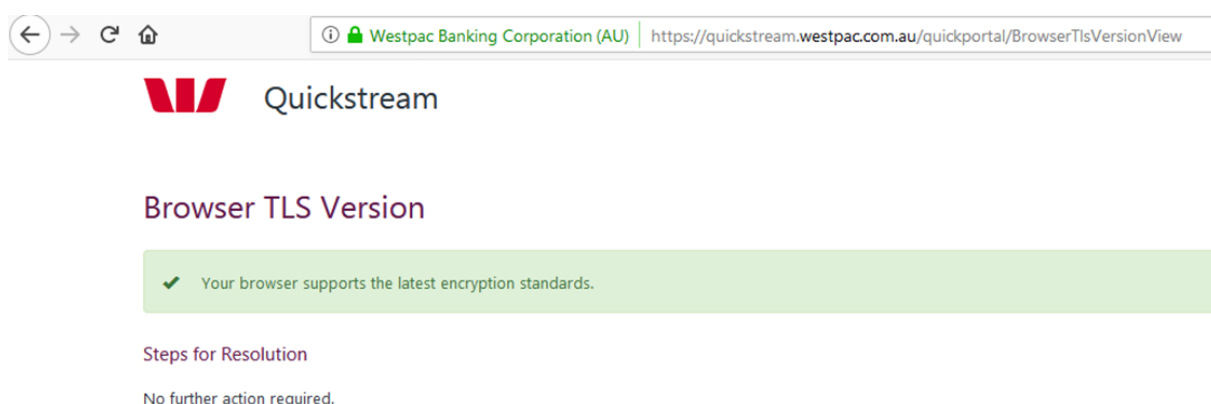 Westpac Banking Corporation (AU) https://quickstream.westpac.com.au/quickportal/BrowserTlsVersionView
Quickstream
Browser TLS Version
Your browser supports the latest encryption standards.
Steps for Resolution
No further action required.